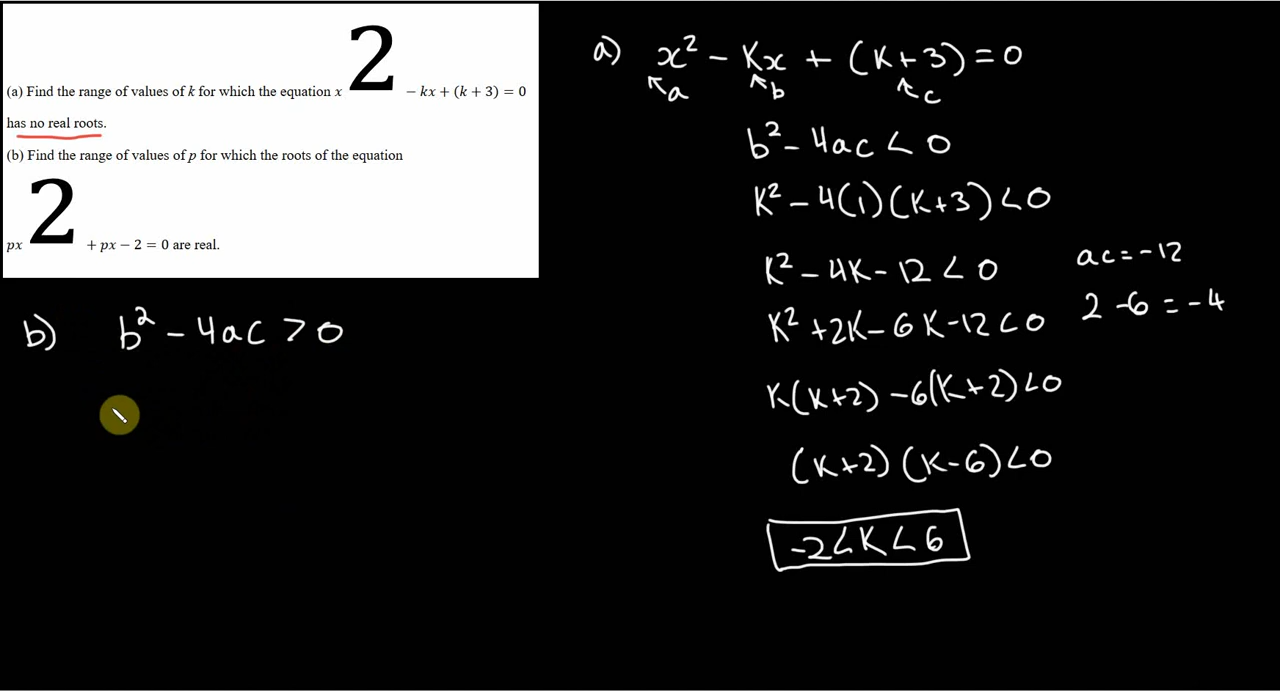 (a) Find the range of values of k for which the equation x 2 − kx + (k + 3) = 0
has no real roots.
(b) Find the range of values of p for which the roots of the equation
px 2 + px − 2 = 0 are real.
a) x² − Kx + (K+3) = 0
a b c
b² − 4ac < 0
K² − 4(1)(K+3) < 0
K² − 4K − 12 < 0
ac = −12
2 −6 = −4
K² + 2K − 6K − 12 < 0
K(K+2) − 6(K+2) < 0
(K+2) (K−6) < 0
−2 < K < 6
b) b² − 4ac > 0